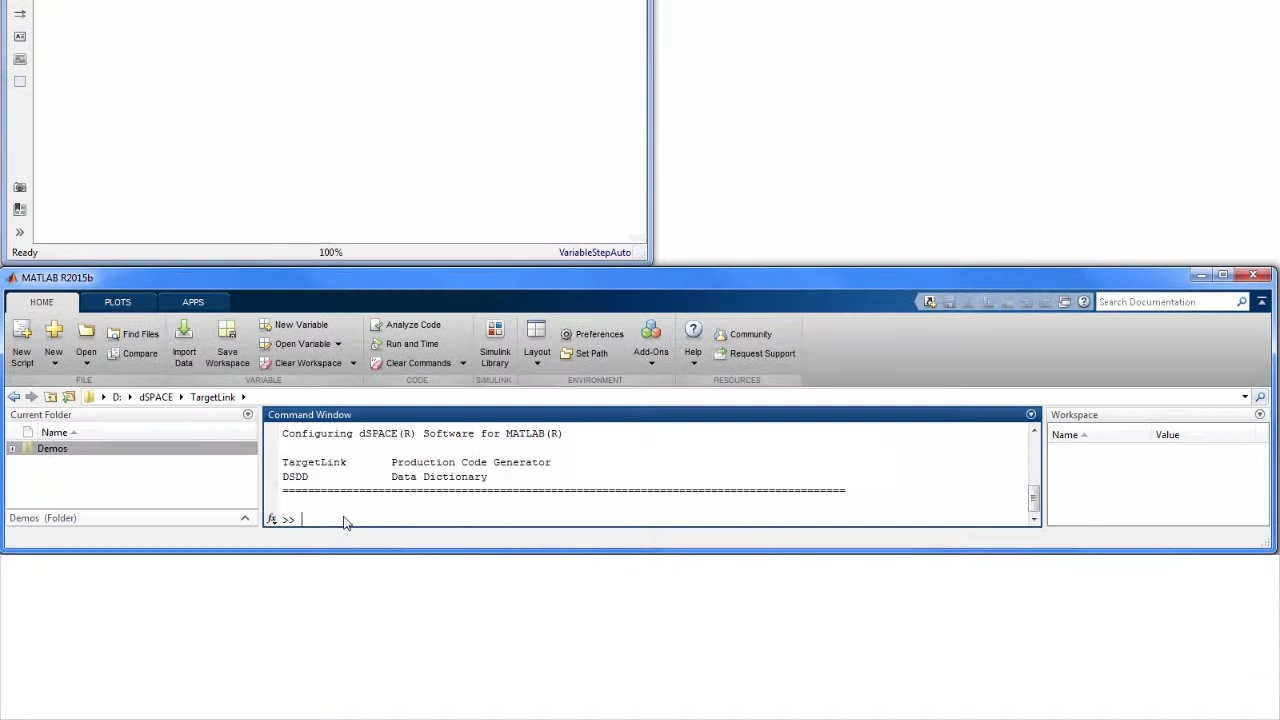 Ready 100% VariableStepAuto
MATLAB R2015b
HOME PLOTS APPS Search Documentation
New Script
New
Open
Find Files
Compare
Import Data
Save Workspace
New Variable
Open Variable
Clear Workspace
Analyze Code
Run and Time
Clear Commands
Simulink Library
Layout
Preferences
Set Path
Add-Ons
Help
Community
Request Support
FILE VARIABLE CODE SIMULINK ENVIRONMENT RESOURCES
D: dSPACE TargetLink
Current Folder
Name
Demos
Demos (Folder)
Command Window
Configuring dSPACE(R) Software for MATLAB(R)
TargetLink Production Code Generator
DSDD Data Dictionary
========================================================================================
fx >>
Workspace
Name Value